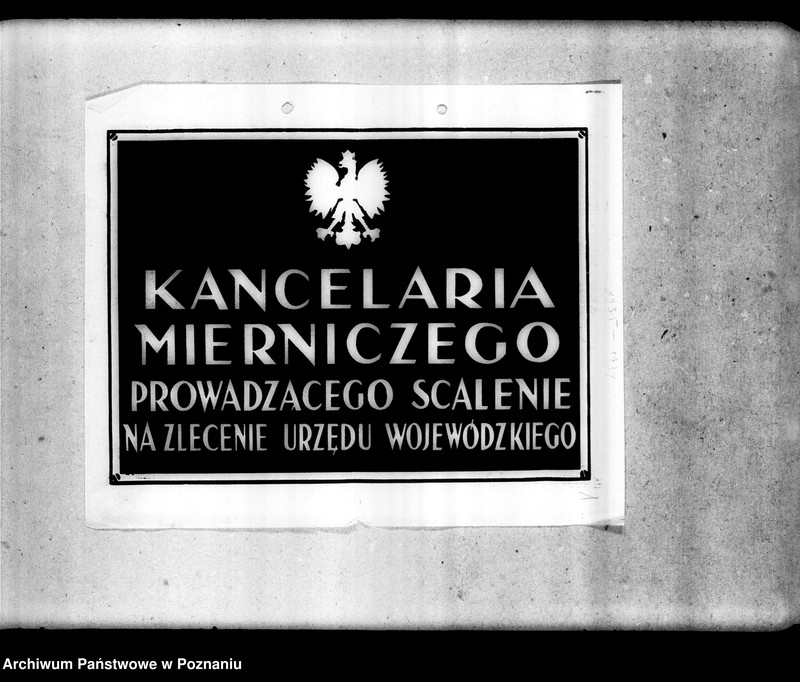 KANCELARIA
MIERNICZEGO
PROWADZĄCEGO SCALENIE
NA ZLECENIE URZĘDU WOJEWÓDZKIEGO
Archiwum Państwowe w Poznaniu